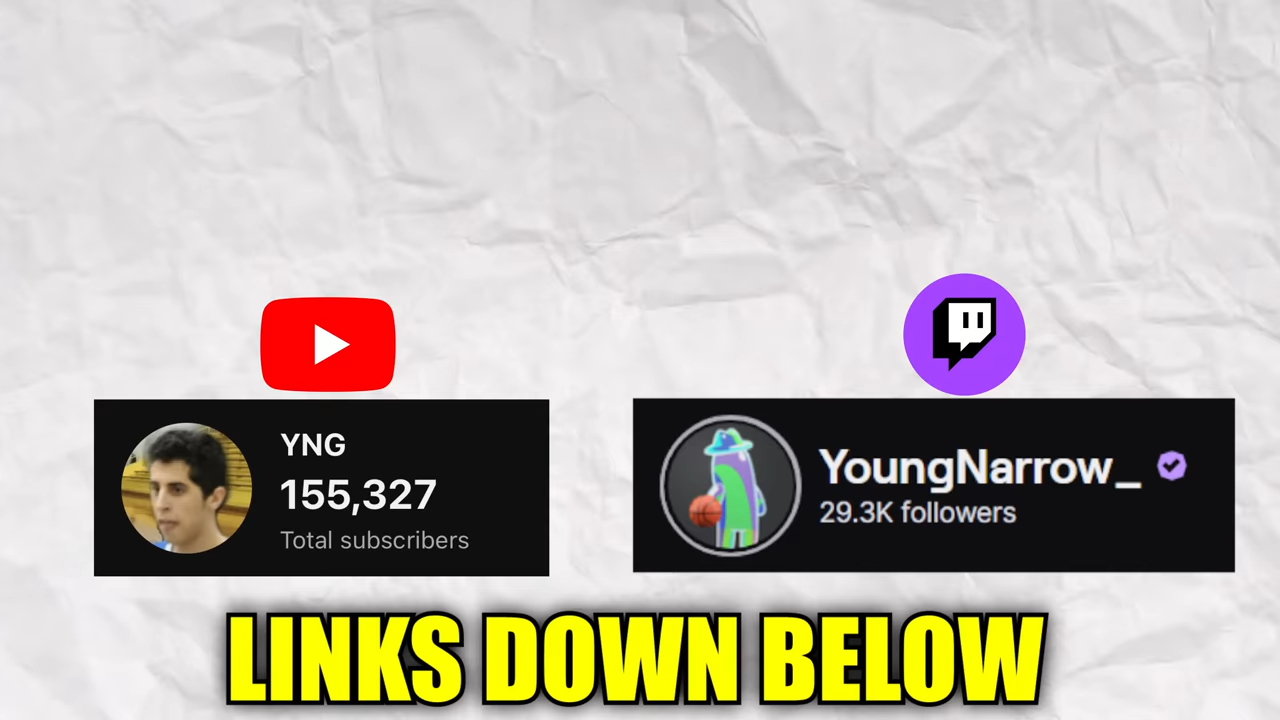 YNG
155,327
Total subscribers
YoungNarrow_
29.3K followers
LINKS DOWN BELOW